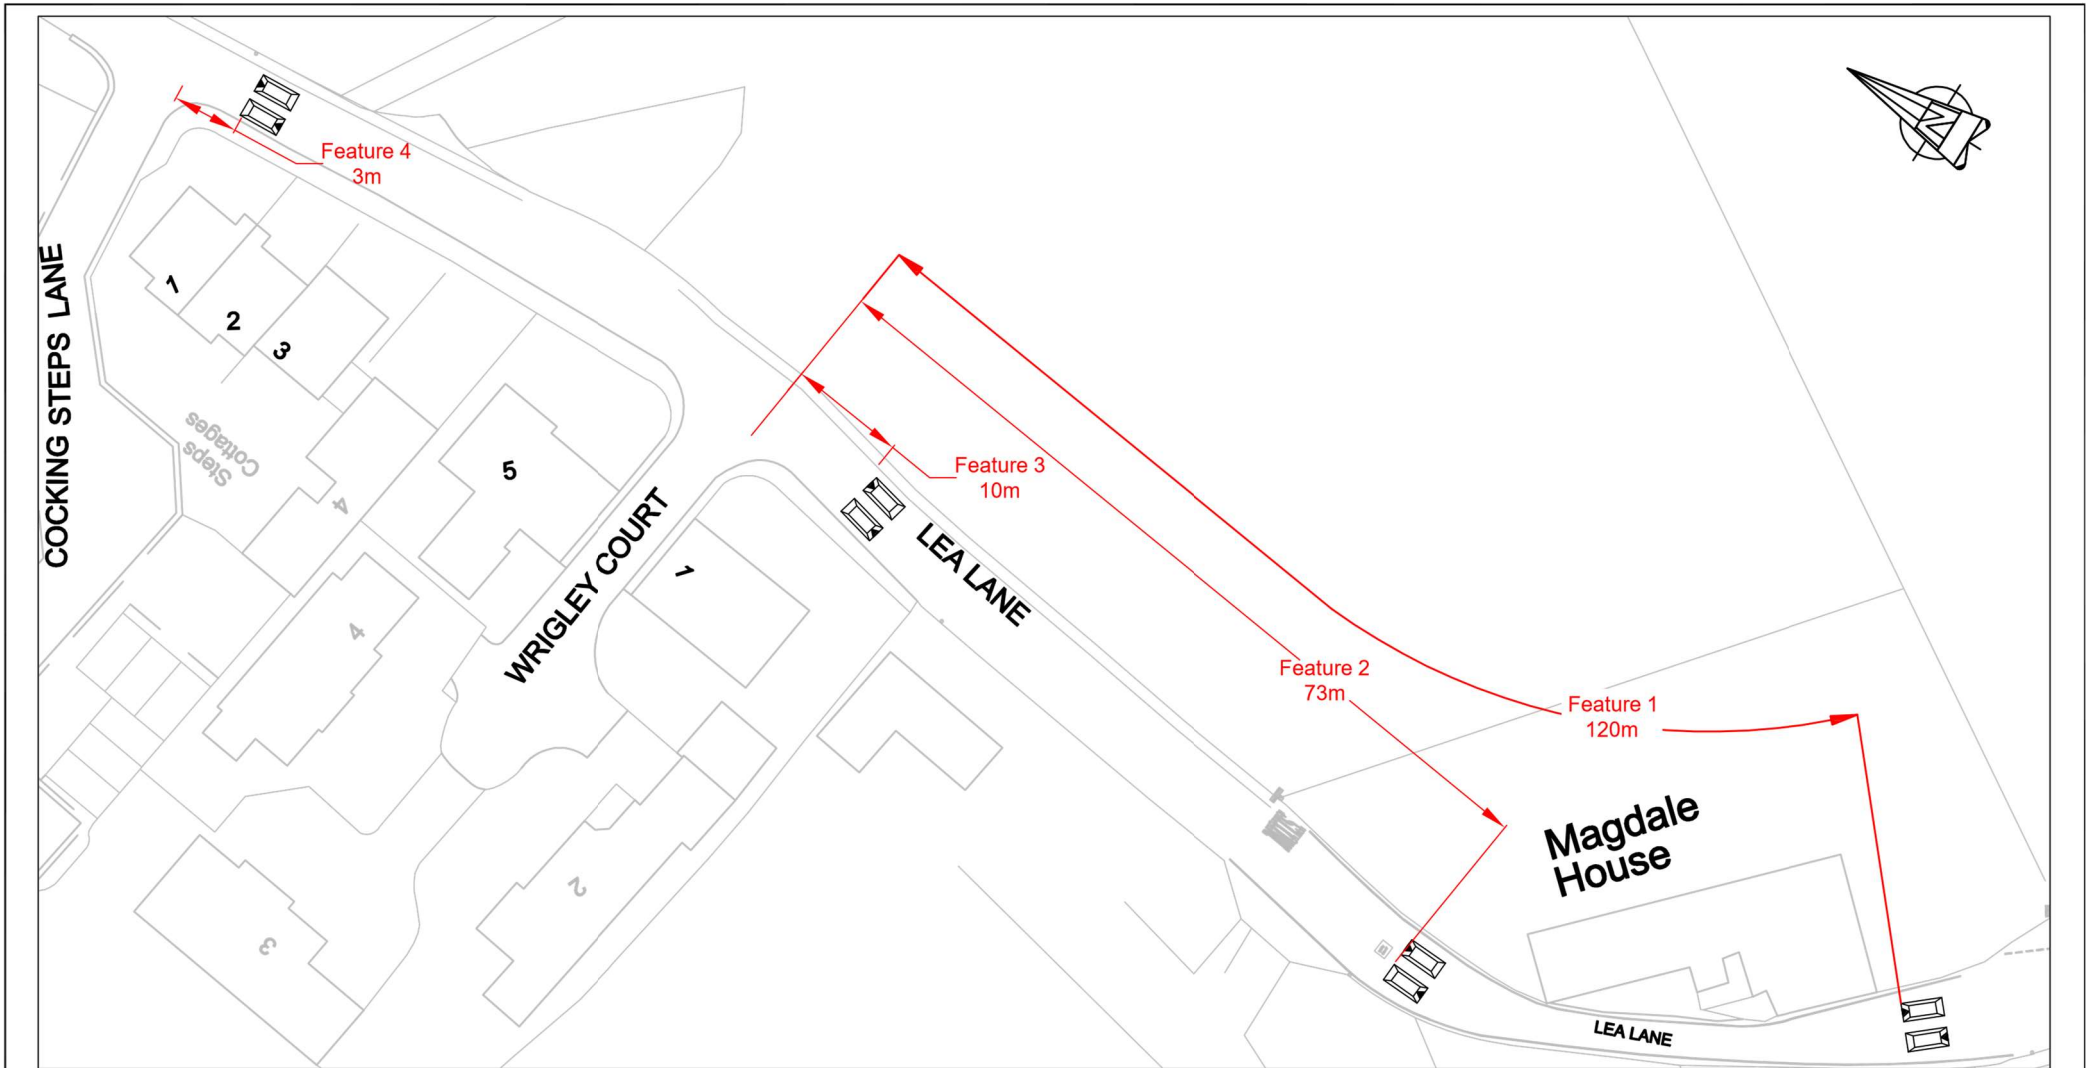 Feature 4
3m
COCKING STEPS LANE
1
2
3
Steps
Cottages
4
5
Feature 3
10m
LEA LANE
WRIGLEY COURT
1
4
Feature 2
73m
Feature 1
120m
Magdale
House
2
3
LEA LANE
N